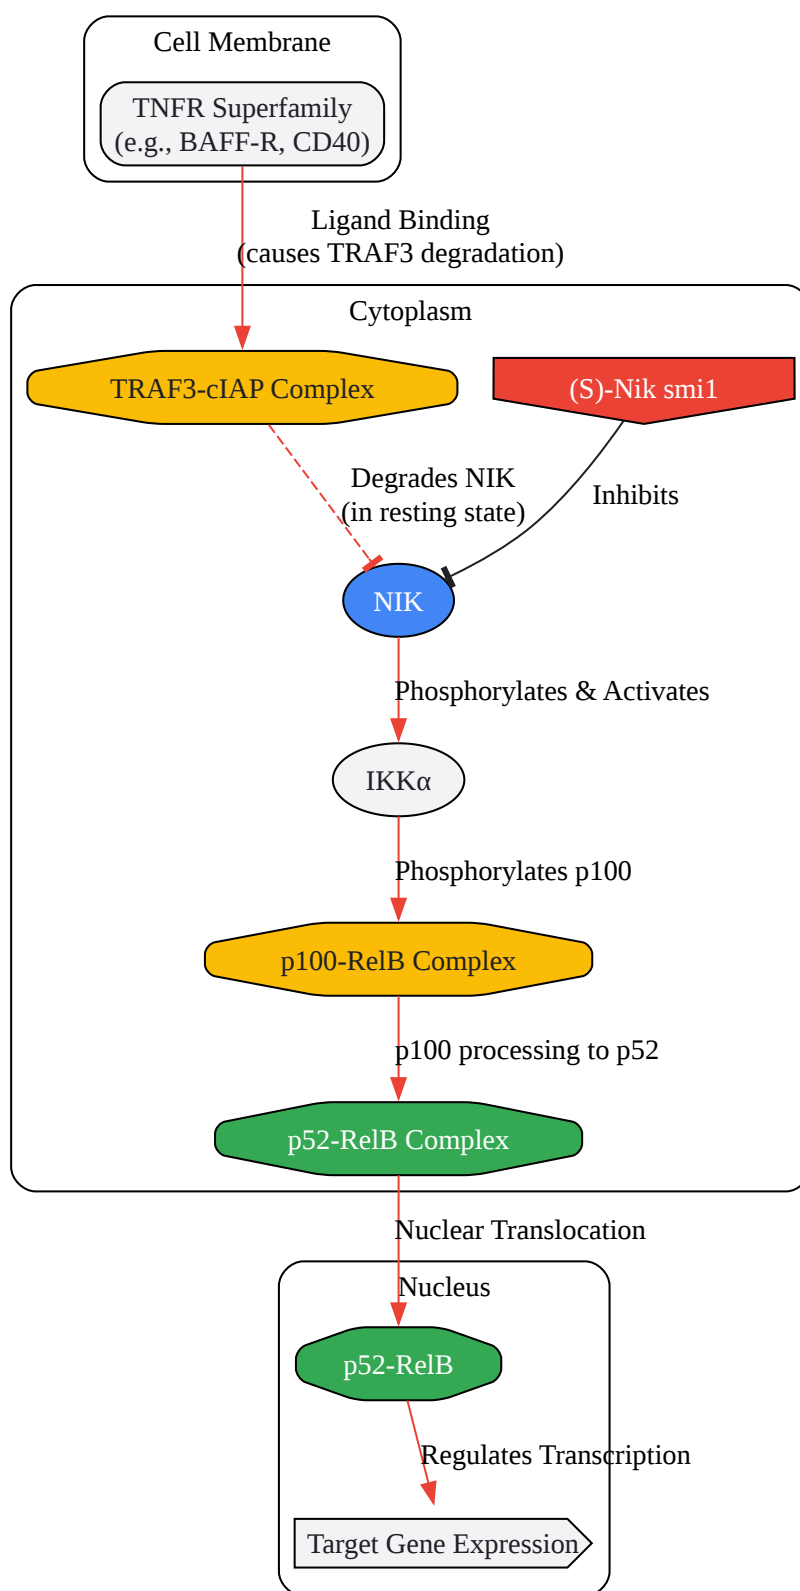 Cell Membrane
TNFR Superfamily
(e.g., BAFF-R, CD40)
Ligand Binding
(causes TRAF3 degradation)
Cytoplasm
TRAF3-cIAP Complex
(S)-Nik smi1
Degrades NIK
(in resting state)
Inhibits
NIK
Phosphorylates & Activates
IKKα
Phosphorylates p100
p100-RelB Complex
p100 processing to p52
p52-RelB Complex
Nuclear Translocation
Nucleus
p52-RelB
Regulates Transcription
Target Gene Expression